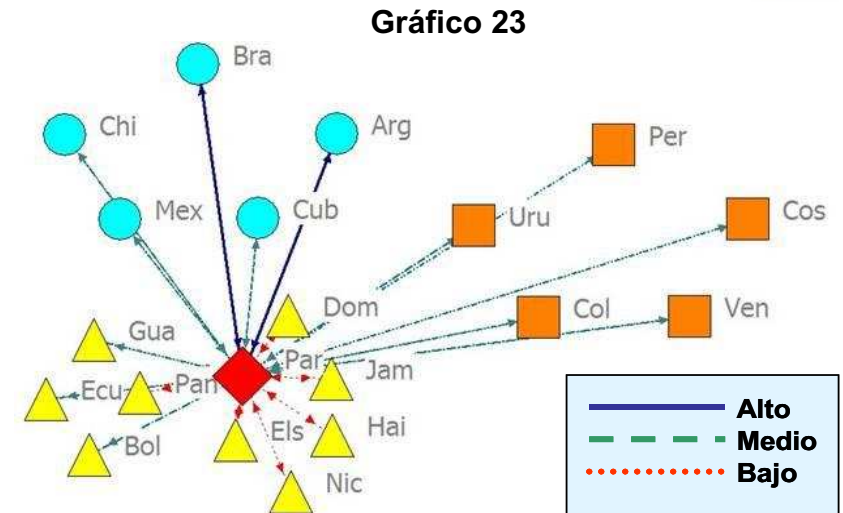 Gráfico 23
Bra
Chi
Arg
Per
Mex
Cub
Uru
Cos
Dom
Col
Ven
Gua
Par
Jam
Ecu
Pan
Bol
Els
Hai
Nic
Alto
Medio
Bajo